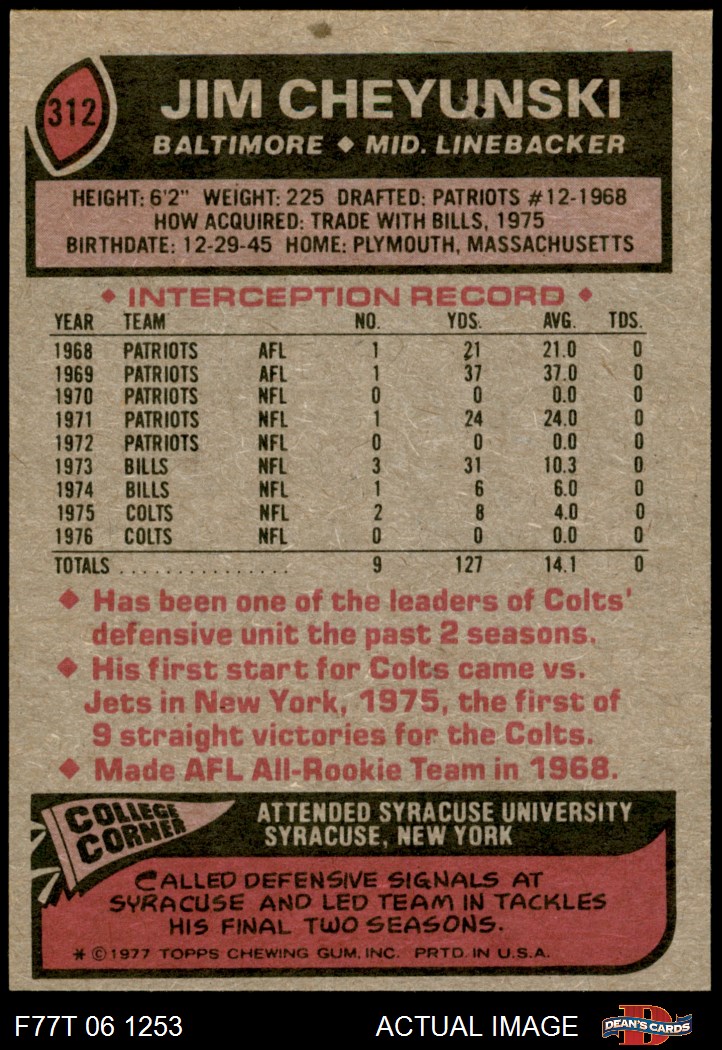 312
JIM CHEYUNSKI
BALTIMORE ◆ MID. LINEBACKER
HEIGHT: 6'2" WEIGHT: 225 DRAFTED: PATRIOTS #12-1968
HOW ACQUIRED: TRADE WITH BILLS, 1975
BIRTHDATE: 12-29-45 HOME: PLYMOUTH, MASSACHUSETTS
◆ INTERCEPTION RECORD ◆
YEAR TEAM NO. YDS. AVG. TDS.
1968 PATRIOTS AFL 1 21 21.0 0
1969 PATRIOTS AFL 1 37 37.0 0
1970 PATRIOTS NFL 0 0 0.0 0
1971 PATRIOTS NFL 1 24 24.0 0
1972 PATRIOTS NFL 0 0 0.0 0
1973 BILLS NFL 3 31 10.3 0
1974 BILLS NFL 1 6 6.0 0
1975 COLTS NFL 2 8 4.0 0
1976 COLTS NFL 0 0 0.0 0
TOTALS . . . . . . . . . . . . . . . . 9 127 14.1 0
◆ Has been one of the leaders of Colts'
defensive unit the past 2 seasons.
◆ His first start for Colts came vs.
Jets in New York, 1975, the first of
9 straight victories for the Colts.
◆ Made AFL All-Rookie Team in 1968.
COLLEGE
CORNER
ATTENDED SYRACUSE UNIVERSITY
SYRACUSE, NEW YORK
CALLED DEFENSIVE SIGNALS AT
SYRACUSE AND LED TEAM IN TACKLES
HIS FINAL TWO SEASONS.
* © 1977 TOPPS CHEWING GUM, INC. PRTD. IN U.S.A.
F77T 06 1253 ACTUAL IMAGE
D
DEAN'S CARDS